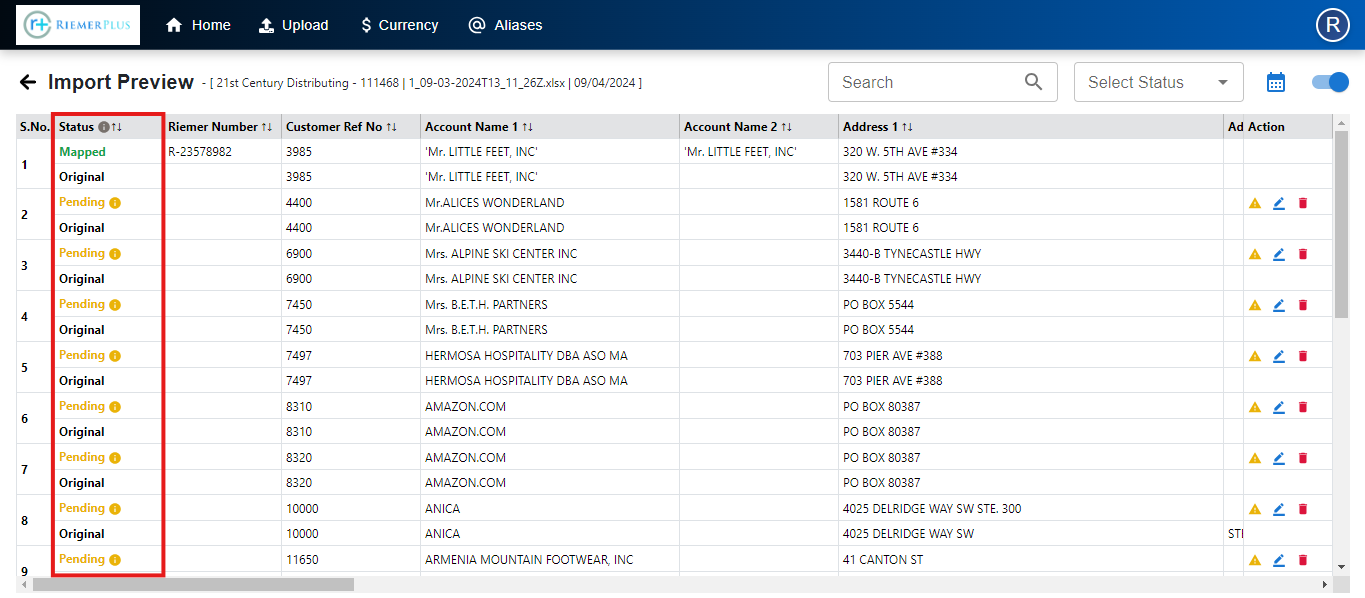 r+ RIEMERPLUS Home Upload $ Currency @ Aliases R
Import Preview - [ 21st Century Distributing - 111468 | 1_09-03-2024T13_11_26Z.xlsx | 09/04/2024 ] Search Select Status
S.No. Status Riemer Number Customer Ref No Account Name 1 Account Name 2 Address 1 Ad Action
1 Mapped R-23578982 3985 'Mr. LITTLE FEET, INC' 'Mr. LITTLE FEET, INC' 320 W. 5TH AVE #334
Original 3985 'Mr. LITTLE FEET, INC' 320 W. 5TH AVE #334
2 Pending 4400 Mr.ALICES WONDERLAND 1581 ROUTE 6
Original 4400 Mr.ALICES WONDERLAND 1581 ROUTE 6
3 Pending 6900 Mrs. ALPINE SKI CENTER INC 3440-B TYNECASTLE HWY
Original 6900 Mrs. ALPINE SKI CENTER INC 3440-B TYNECASTLE HWY
4 Pending 7450 Mrs. B.E.T.H. PARTNERS PO BOX 5544
Original 7450 Mrs. B.E.T.H. PARTNERS PO BOX 5544
5 Pending 7497 HERMOSA HOSPITALITY DBA ASO MA 703 PIER AVE #388
Original 7497 HERMOSA HOSPITALITY DBA ASO MA 703 PIER AVE #388
6 Pending 8310 AMAZON.COM PO BOX 80387
Original 8310 AMAZON.COM PO BOX 80387
7 Pending 8320 AMAZON.COM PO BOX 80387
Original 8320 AMAZON.COM PO BOX 80387
8 Pending 10000 ANICA 4025 DELRIDGE WAY SW STE. 300
Original 10000 ANICA 4025 DELRIDGE WAY SW STI
9 Pending 11650 ARMENIA MOUNTAIN FOOTWEAR, INC 41 CANTON ST